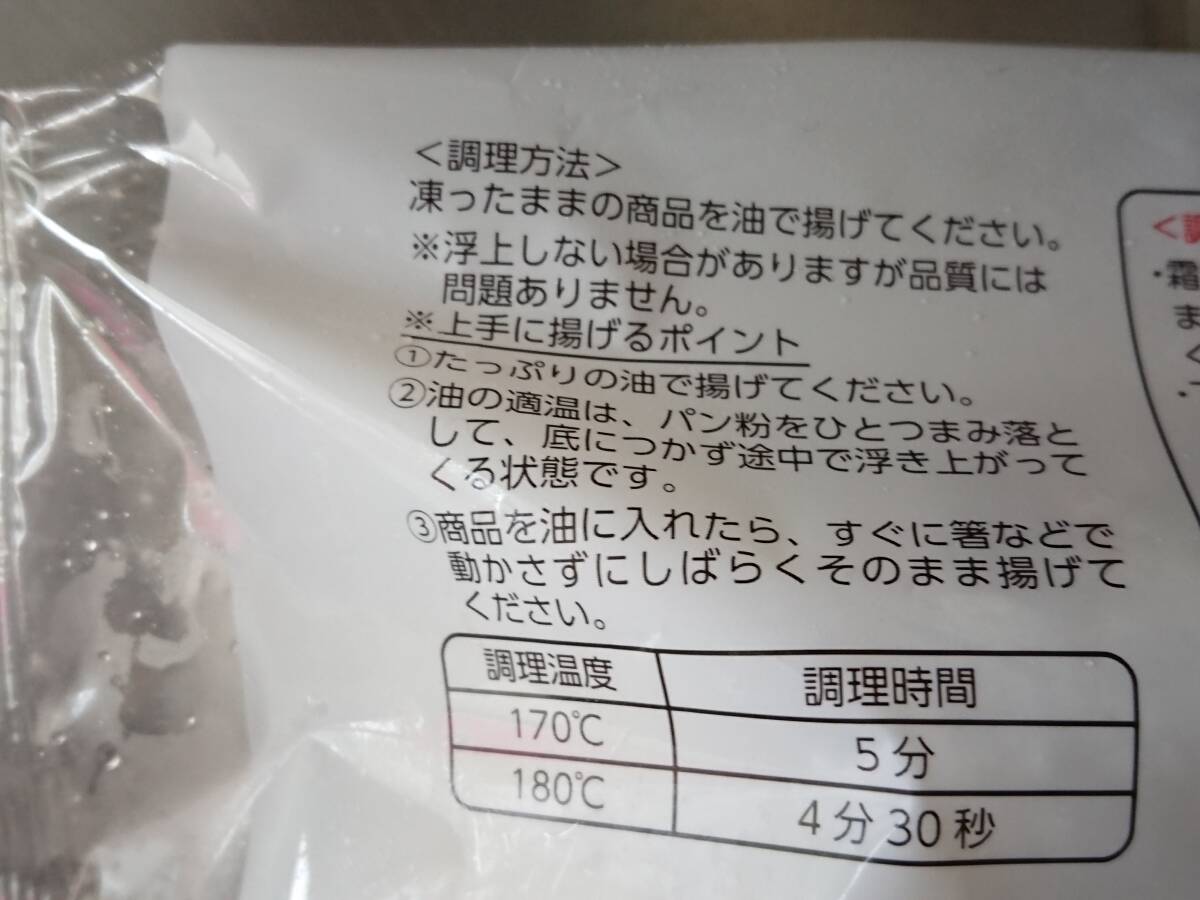 <調理方法>
凍ったままの商品を油で揚げてください。
※浮上しない場合がありますが品質には
問題ありません。
※上手に揚げるポイント
①たっぷりの油で揚げてください。
②油の適温は、パン粉をひとつまみ落と
して、底につかず途中で浮き上がって
くる状態です。
③商品を油に入れたら、すぐに箸などで
動かさずにしばらくそのまま揚げて
ください。
調理温度 調理時間
170℃ 5分
180℃ 4分30秒
・霜
ま
く